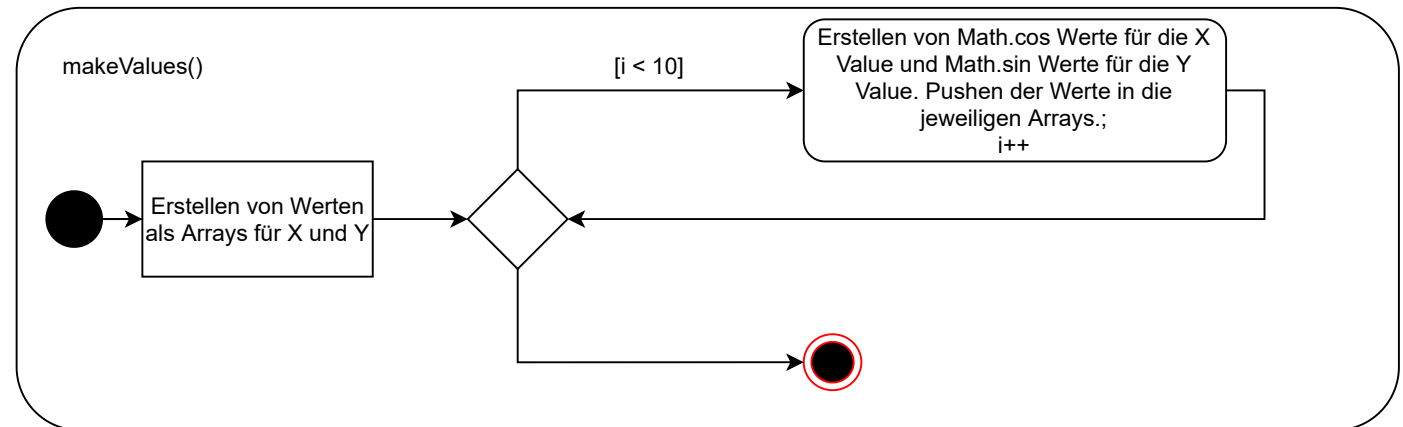 makeValues()
[i < 10]
Erstellen von Math.cos Werte für die X
Value und Math.sin Werte für die Y
Value. Pushen der Werte in die
jeweiligen Arrays.;
i++
Erstellen von Werten
als Arrays für X und Y